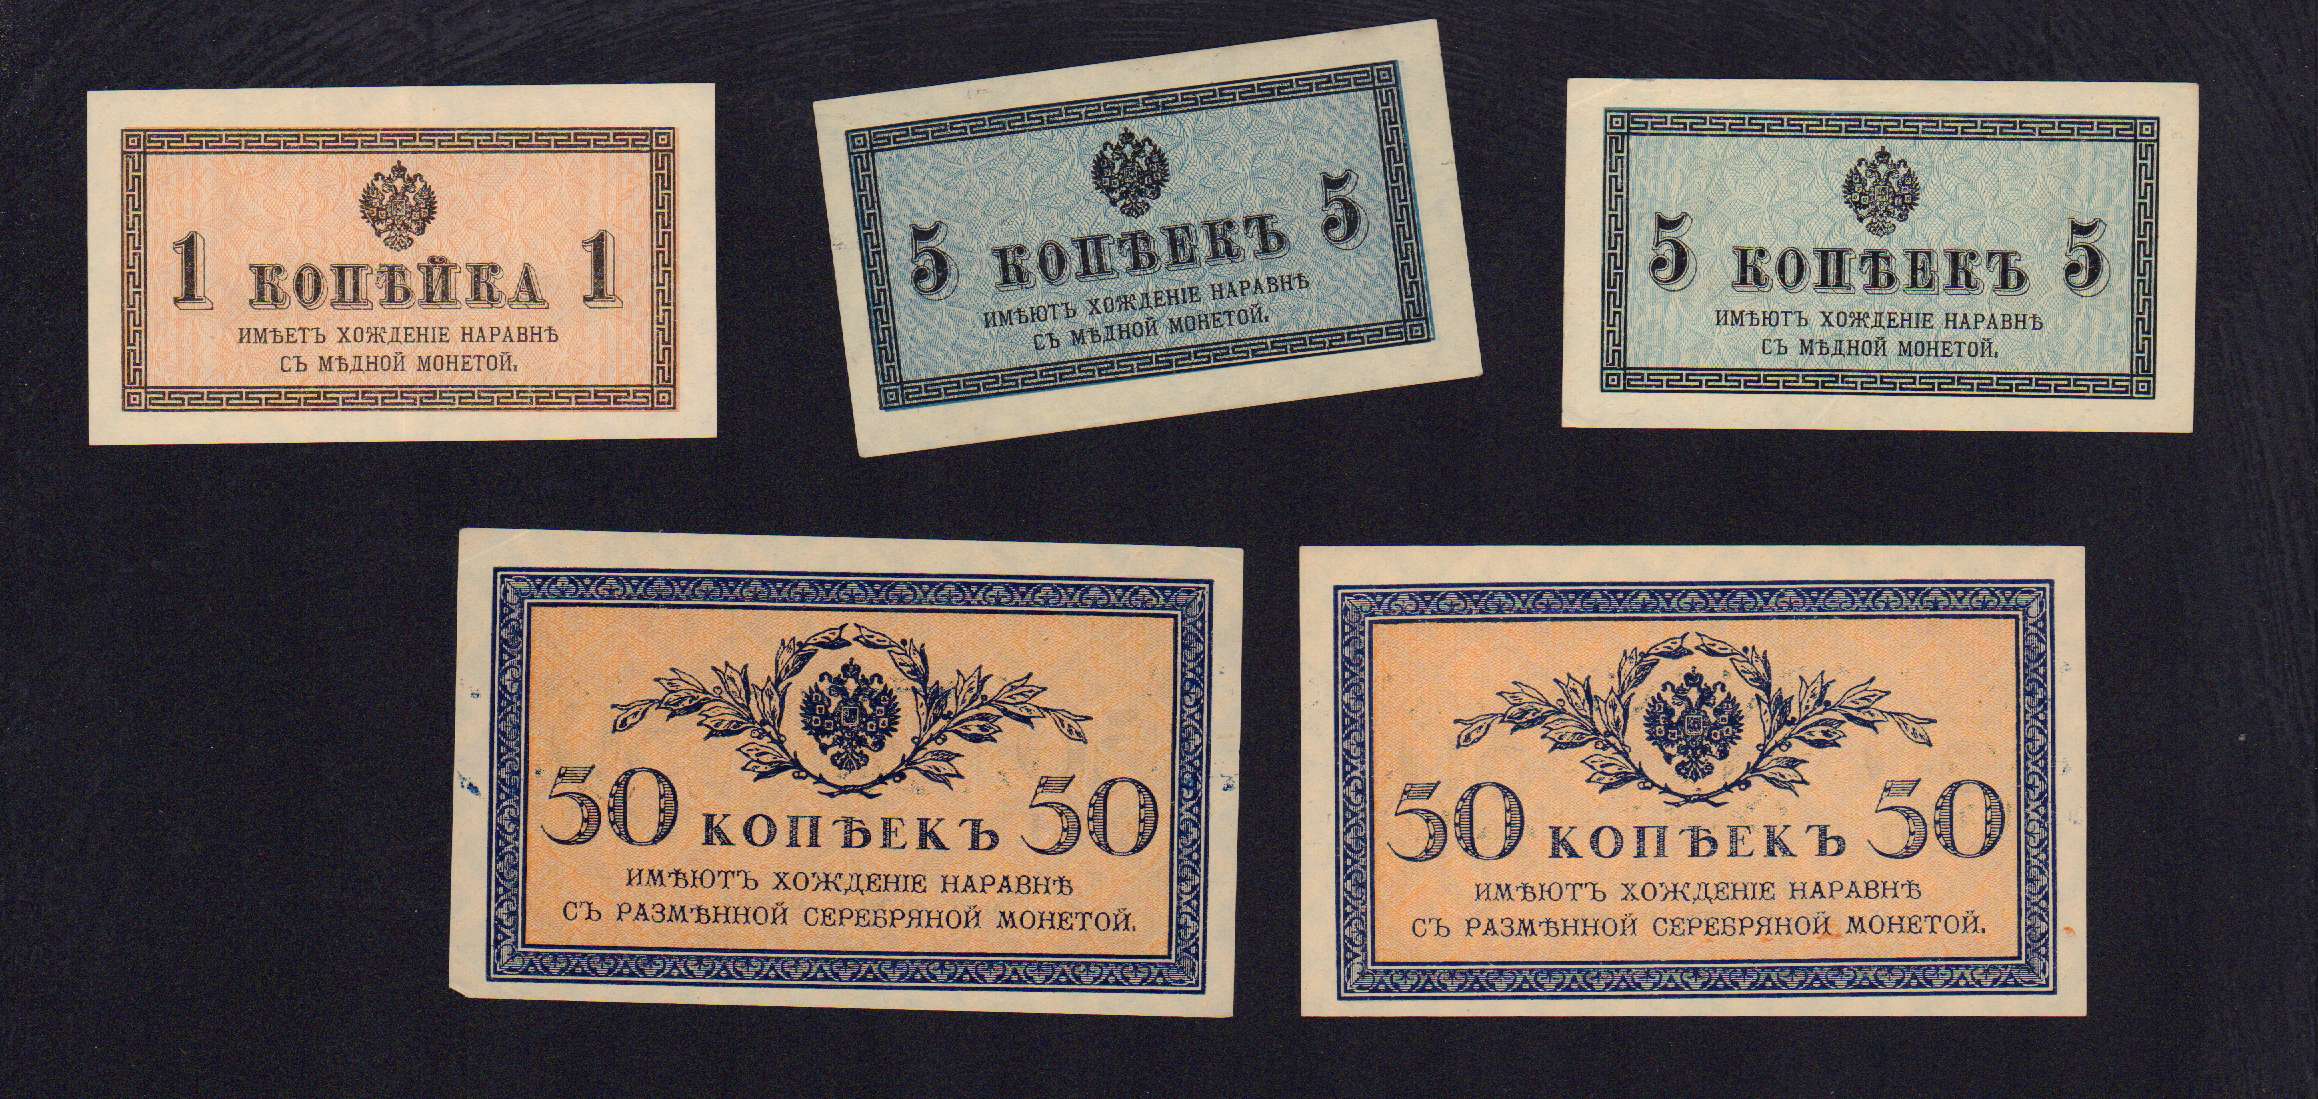 1 КОПѢЙКА 1
ИМѢЕТЪ ХОЖДЕНІЕ НАРАВНѢ
СЪ МѢДНОЙ МОНЕТОЙ.
5 КОПѢЕКЪ 5
ИМѢЮТЪ ХОЖДЕНІЕ НАРАВНѢ
СЪ МѢДНОЙ МОНЕТОЙ.
5 КОПѢЕКЪ 5
ИМѢЮТЪ ХОЖДЕНІЕ НАРАВНѢ
СЪ МѢДНОЙ МОНЕТОЙ.
50 КОПѢЕКЪ 50
ИМѢЮТЪ ХОЖДЕНІЕ НАРАВНѢ
СЪ РАЗМѢННОЙ СЕРЕБРЯНОЙ МОНЕТОЙ.
50 КОПѢЕКЪ 50
ИМѢЮТЪ ХОЖДЕНІЕ НАРАВНѢ
СЪ РАЗМѢННОЙ СЕРЕБРЯНОЙ МОНЕТОЙ.